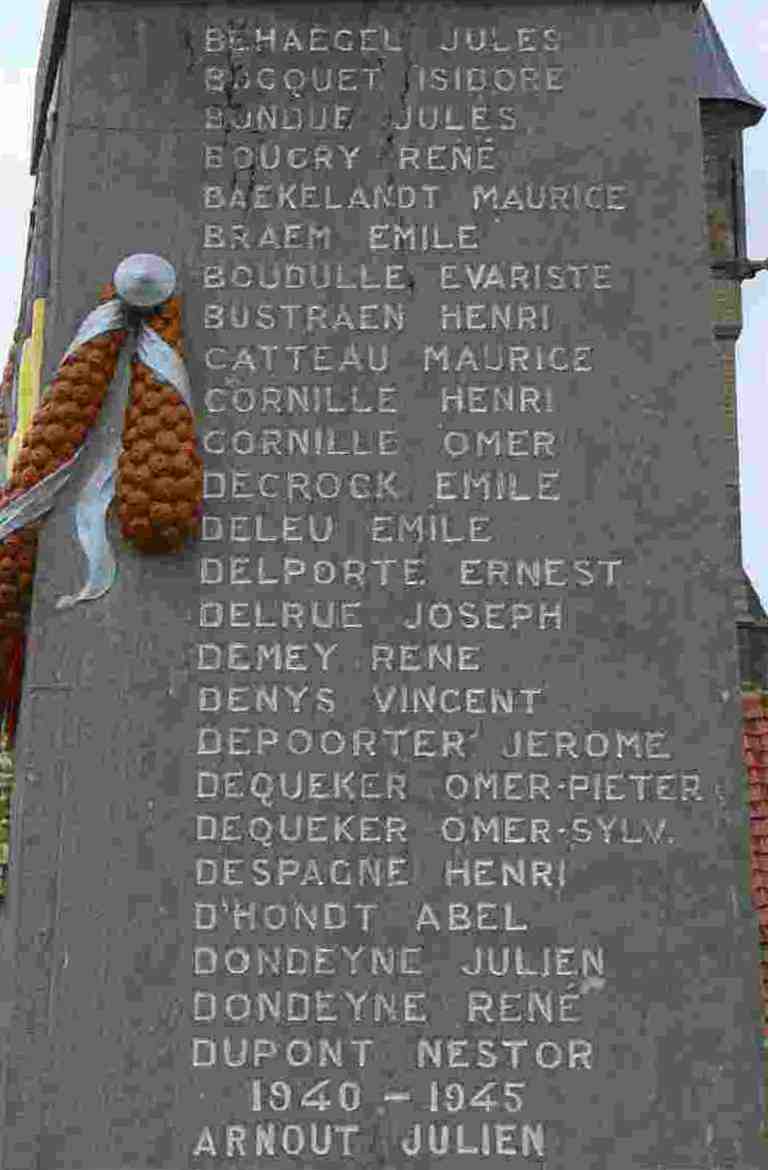 BEHAEGEL JULES
BOCQUET ISIDORE
BONDUE JULES
BOUCRY RENÉ
BAEKELANDT MAURICE
BRAEM EMILE
BOUDULLE EVARISTE
BUSTRAEN HENRI
CATTEAU MAURICE
CORNILLE HENRI
CORNILLE OMER
DECROCK EMILE
DELEU EMILE
DELPORTE ERNEST
DELRUE JOSEPH
DEMEY RENE
DENYS VINCENT
DEPOORTER JEROME
DEQUEKER OMER-PIETER
DEQUEKER OMER-SYLV.
DESPAGNE HENRI
D'HONDT ABEL
DONDEYNE JULIEN
DONDEYNE RENÉ
DUPONT NESTOR
1940 - 1945
ARNOUT JULIEN